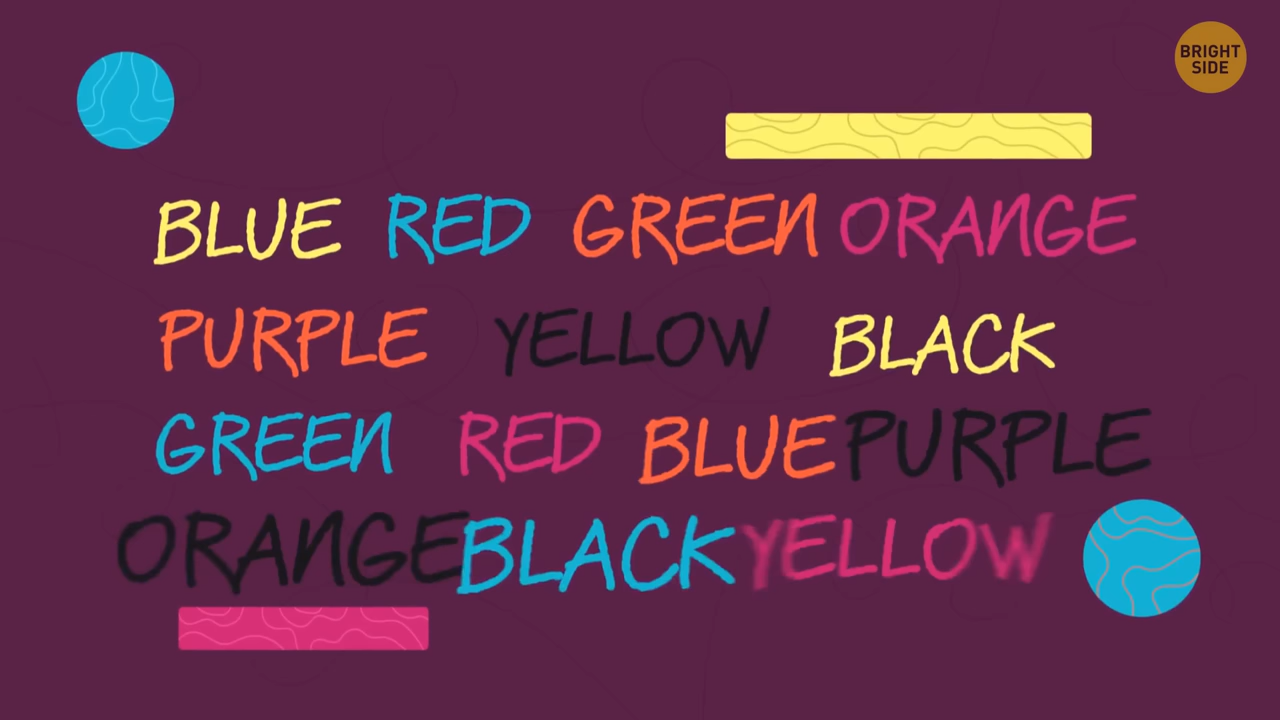 BRIGHT
SIDE
BLUE RED GREEN ORANGE
PURPLE YELLOW BLACK
GREEN RED BLUE PURPLE
ORANGE BLACK YELLOW